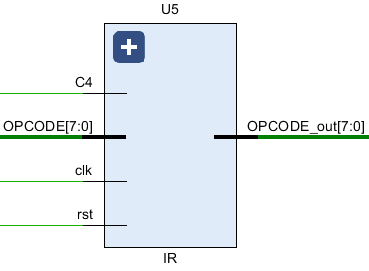 U5
C4
OPCODE[7:0]
OPCODE_out[7:0]
clk
rst
IR